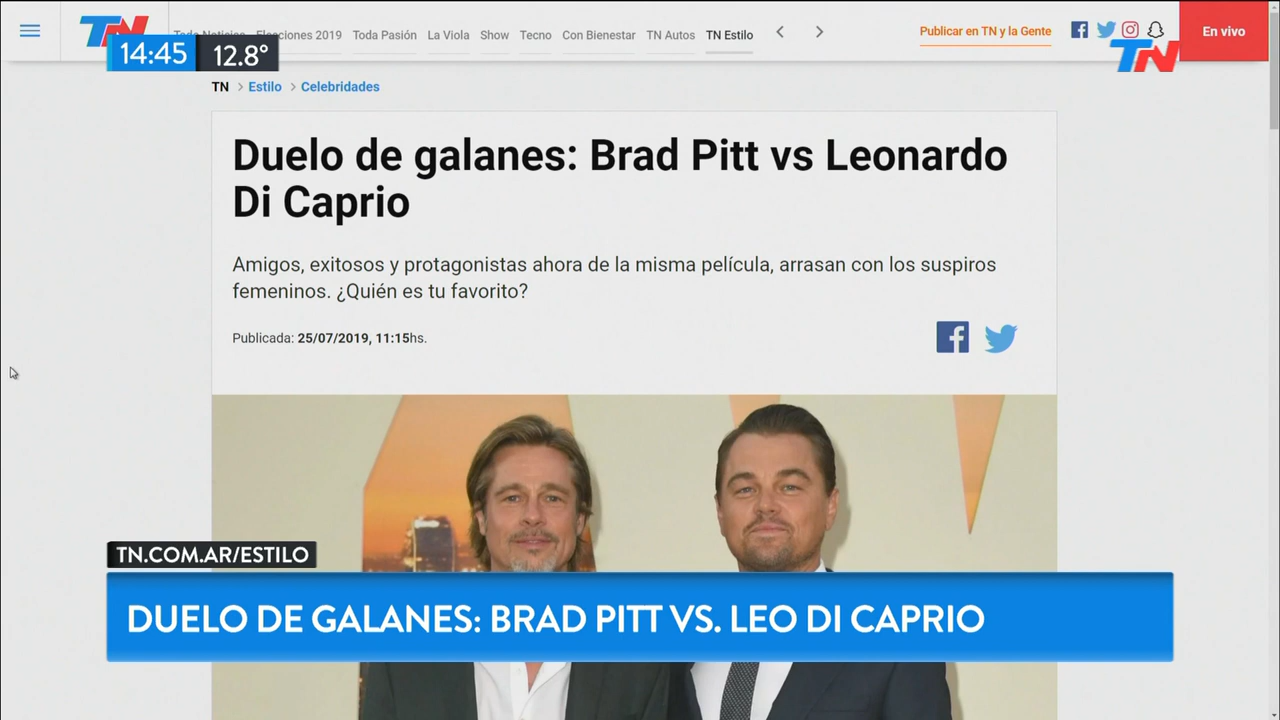 TN
14:45 12.8°
Toda Noticias Elecciones 2019 Toda Pasión La Viola Show Tecno Con Bienestar TN Autos TN Estilo
Publicar en TN y la Gente
En vivo
TN
TN > Estilo > Celebridades
Duelo de galanes: Brad Pitt vs Leonardo
Di Caprio
Amigos, exitosos y protagonistas ahora de la misma película, arrasan con los suspiros
femeninos. ¿Quién es tu favorito?
Publicada: 25/07/2019, 11:15hs.
TN.COM.AR/ESTILO
DUELO DE GALANES: BRAD PITT VS. LEO DI CAPRIO